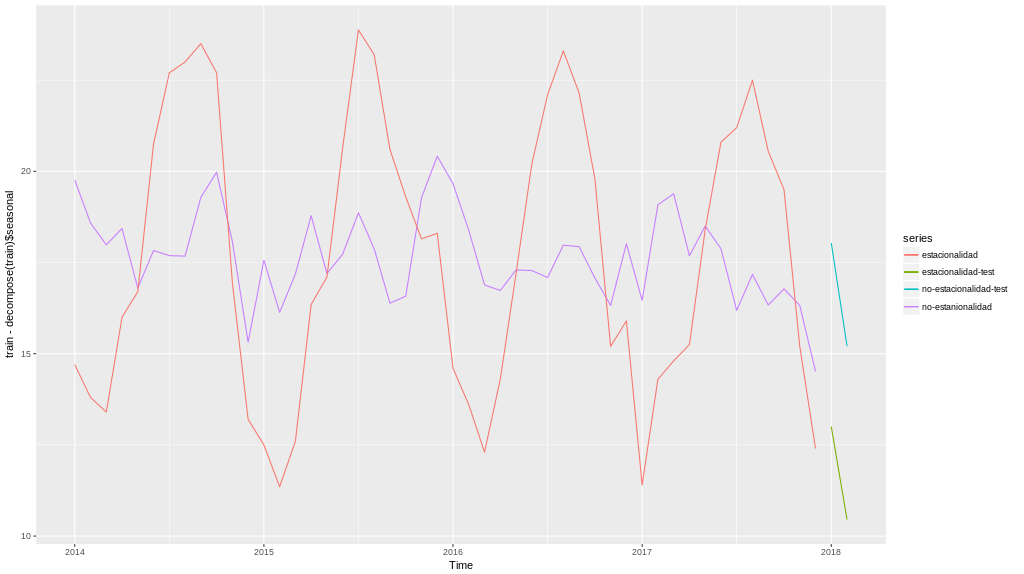 20
15
10
train - decompose(train)$seasonal
2014
2015
2016
2017
2018
Time
series
estacionalidad
estacionalidad-test
no-estacionalidad-test
no-estanionalidad